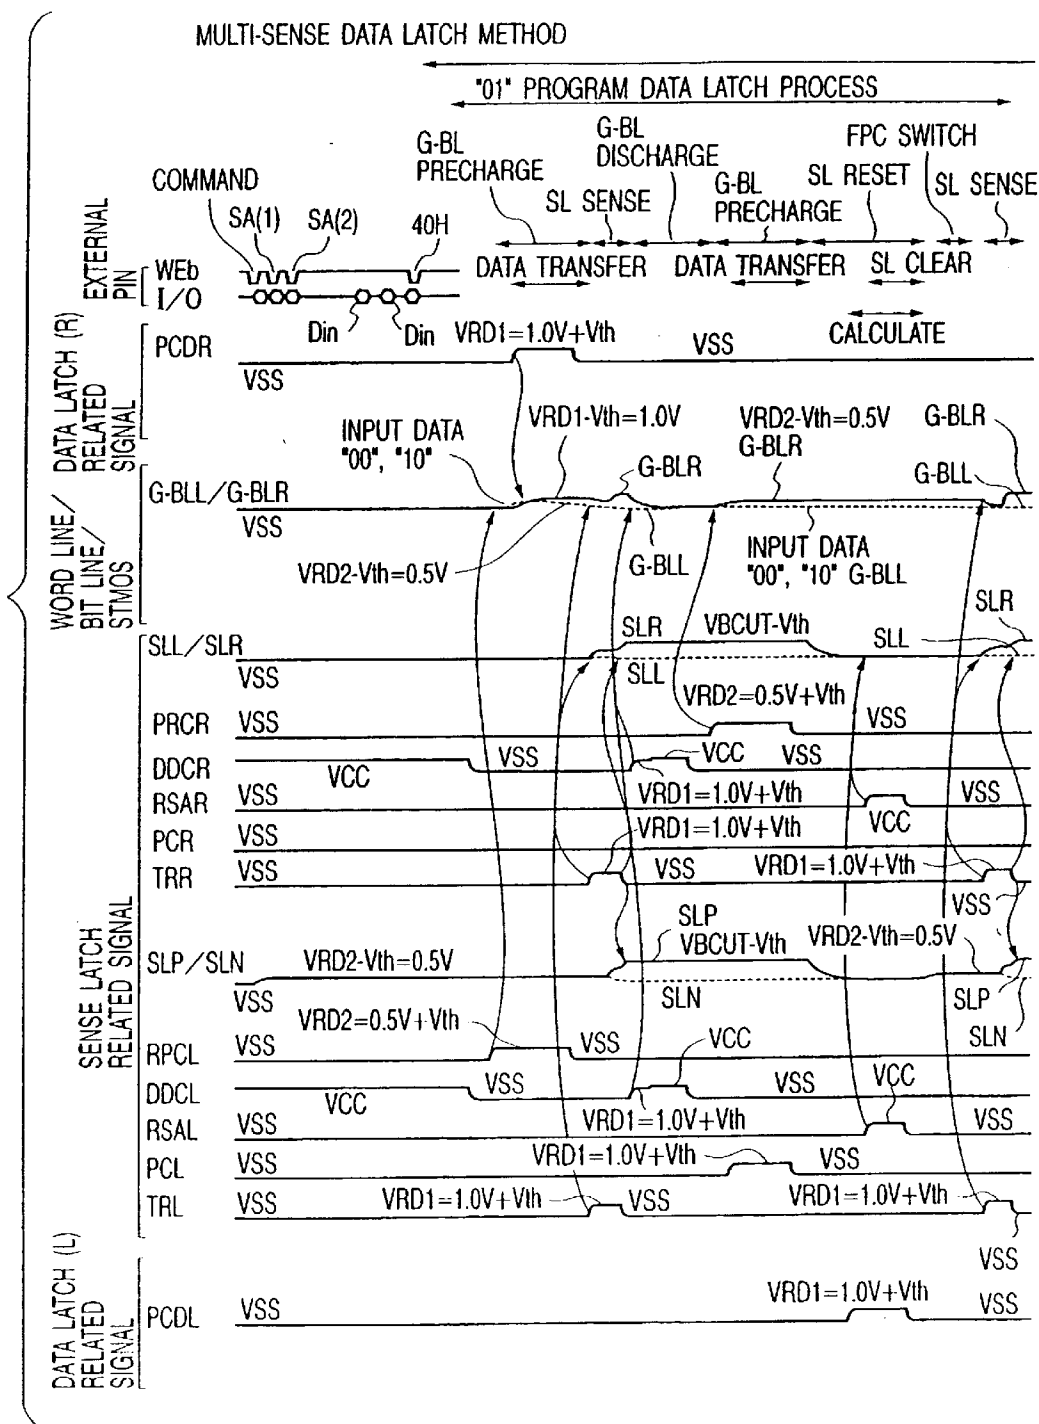 MULTI-SENSE DATA LATCH METHOD
"01" PROGRAM DATA LATCH PROCESS
G-BL PRECHARGE
SL SENSE
G-BL DISCHARGE
G-BL PRECHARGE
SL RESET
FPC SWITCH
SL SENSE
COMMAND
SA(1)
SA(2)
40H
DATA TRANSFER
DATA TRANSFER
SL CLEAR
CALCULATE
EXTERNAL PIN
WEb
I/O
Din
Din
DATA LATCH (R) RELATED SIGNAL
PCDR
VSS
VRD1=1.0V+Vth
VSS
WORD LINE/ BIT LINE/ STMOS
G-BLL/G-BLR
VSS
INPUT DATA
"00", "10"
VRD1-Vth=1.0V
G-BLR
VRD2-Vth=0.5V
G-BLR
G-BLR
G-BLL
VRD2-Vth=0.5V
G-BLL
INPUT DATA
"00", "10" G-BLL
SENSE LATCH RELATED SIGNAL
SLL/SLR
VSS
SLR
VBCUT-Vth
SLL
SLL
SLR
PRCR
VSS
VRD2=0.5V+Vth
VSS
DDCR
VCC
VSS
VCC
VSS
VRD1=1.0V+Vth
RSAR
VSS
VCC
VSS
PCR
VSS
VRD1=1.0V+Vth
TRR
VSS
VSS
VRD1=1.0V+Vth
VSS
SLP/SLN
VSS
VRD2-Vth=0.5V
SLP
VBCUT-Vth
SLN
VRD2-Vth=0.5V
SLP
SLN
RPCL
VSS
VRD2=0.5V+Vth
VSS
DDCL
VCC
VSS
VCC
VSS
VRD1=1.0V+Vth
RSAL
VSS
VCC
VSS
PCL
VSS
VRD1=1.0V+Vth
VSS
TRL
VSS
VRD1=1.0V+Vth
VSS
VRD1=1.0V+Vth
VSS
DATA LATCH (L) RELATED SIGNAL
PCDL
VSS
VRD1=1.0V+Vth
VSS